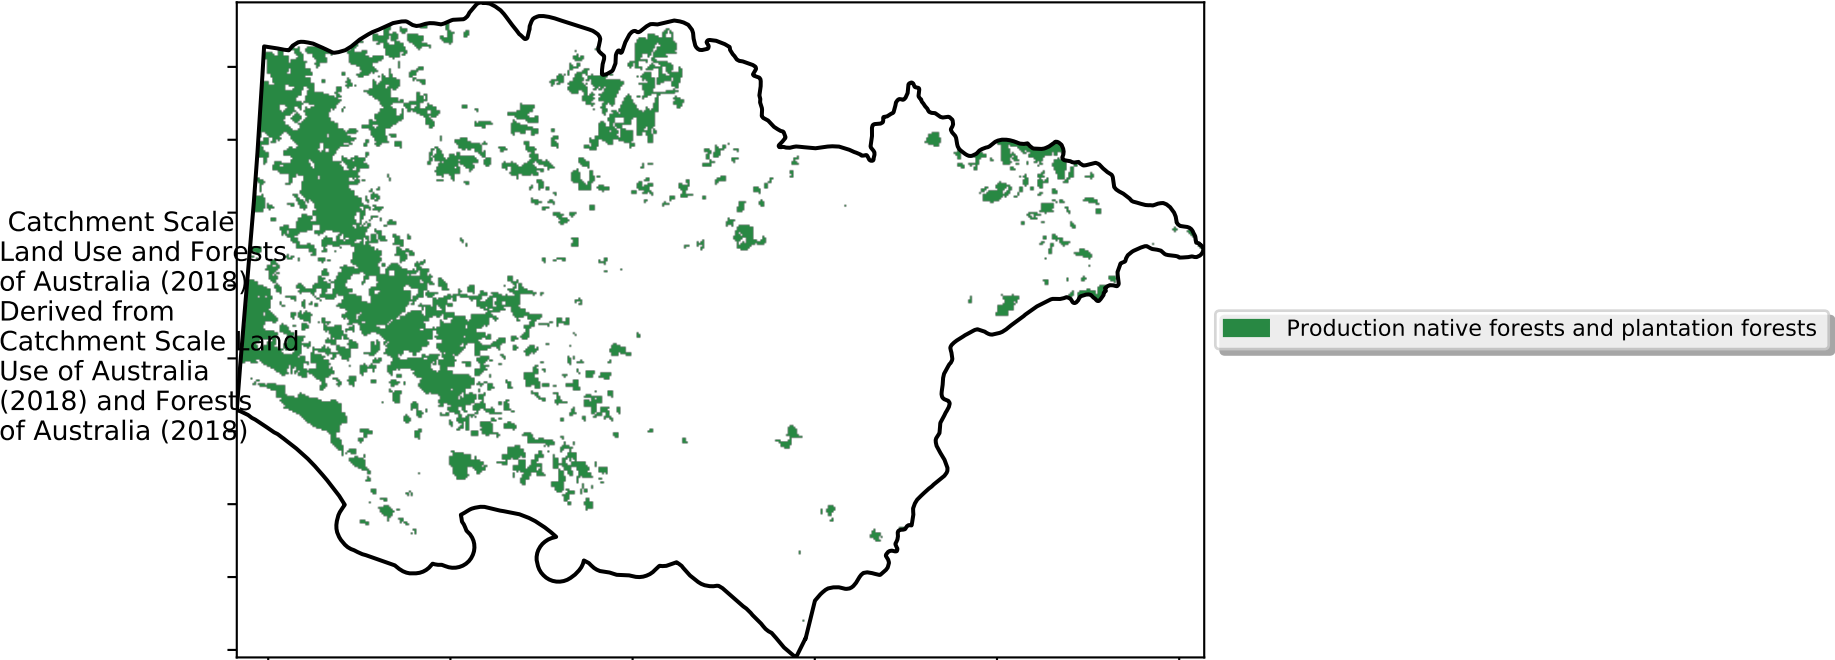 Catchment Scale
Land Use and Forests
of Australia (2018)
Derived from
Catchment Scale Land
Use of Australia
(2018) and Forests
of Australia (2018)
Production native forests and plantation forests